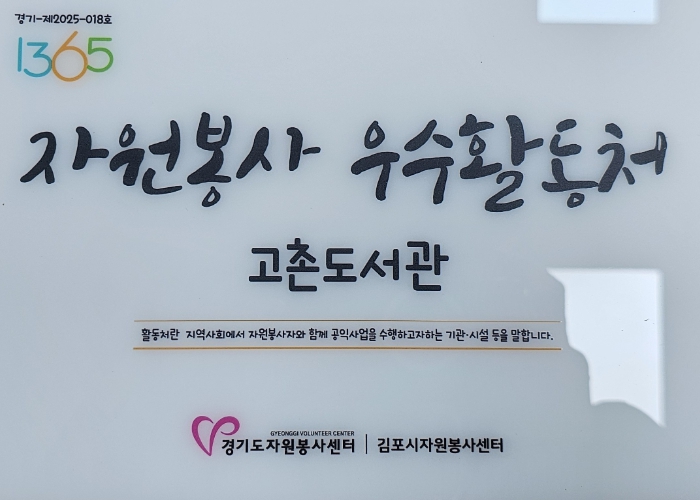 경기-제2025-018호
1365
자원봉사 우수활동처
고촌도서관
활동처란 지역사회에서 자원봉사자와 함께 공익사업을 수행하고자하는 기관·시설 등을 말합니다.
GYEONGGI VOLUNTEER CENTER
경기도자원봉사센터 | 김포시자원봉사센터